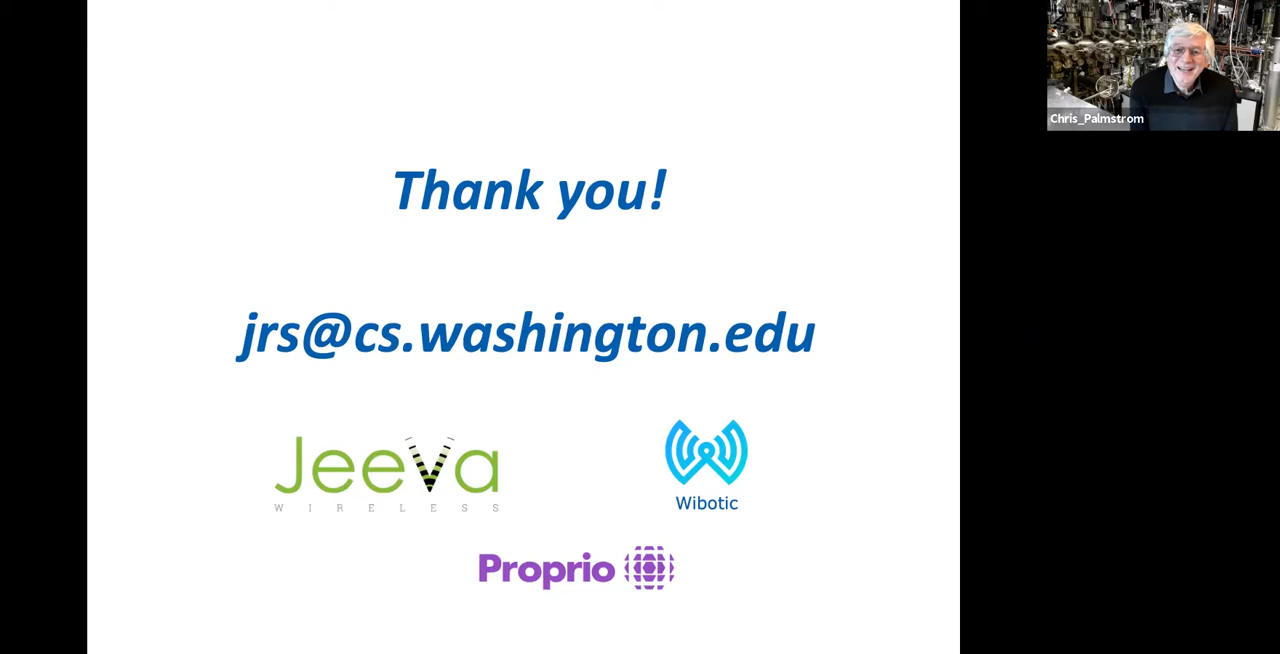 Chris_Palmstrom
Thank you!
jrs@cs.washington.edu
Jeeva
WIRELESS
Wibotic
Proprio